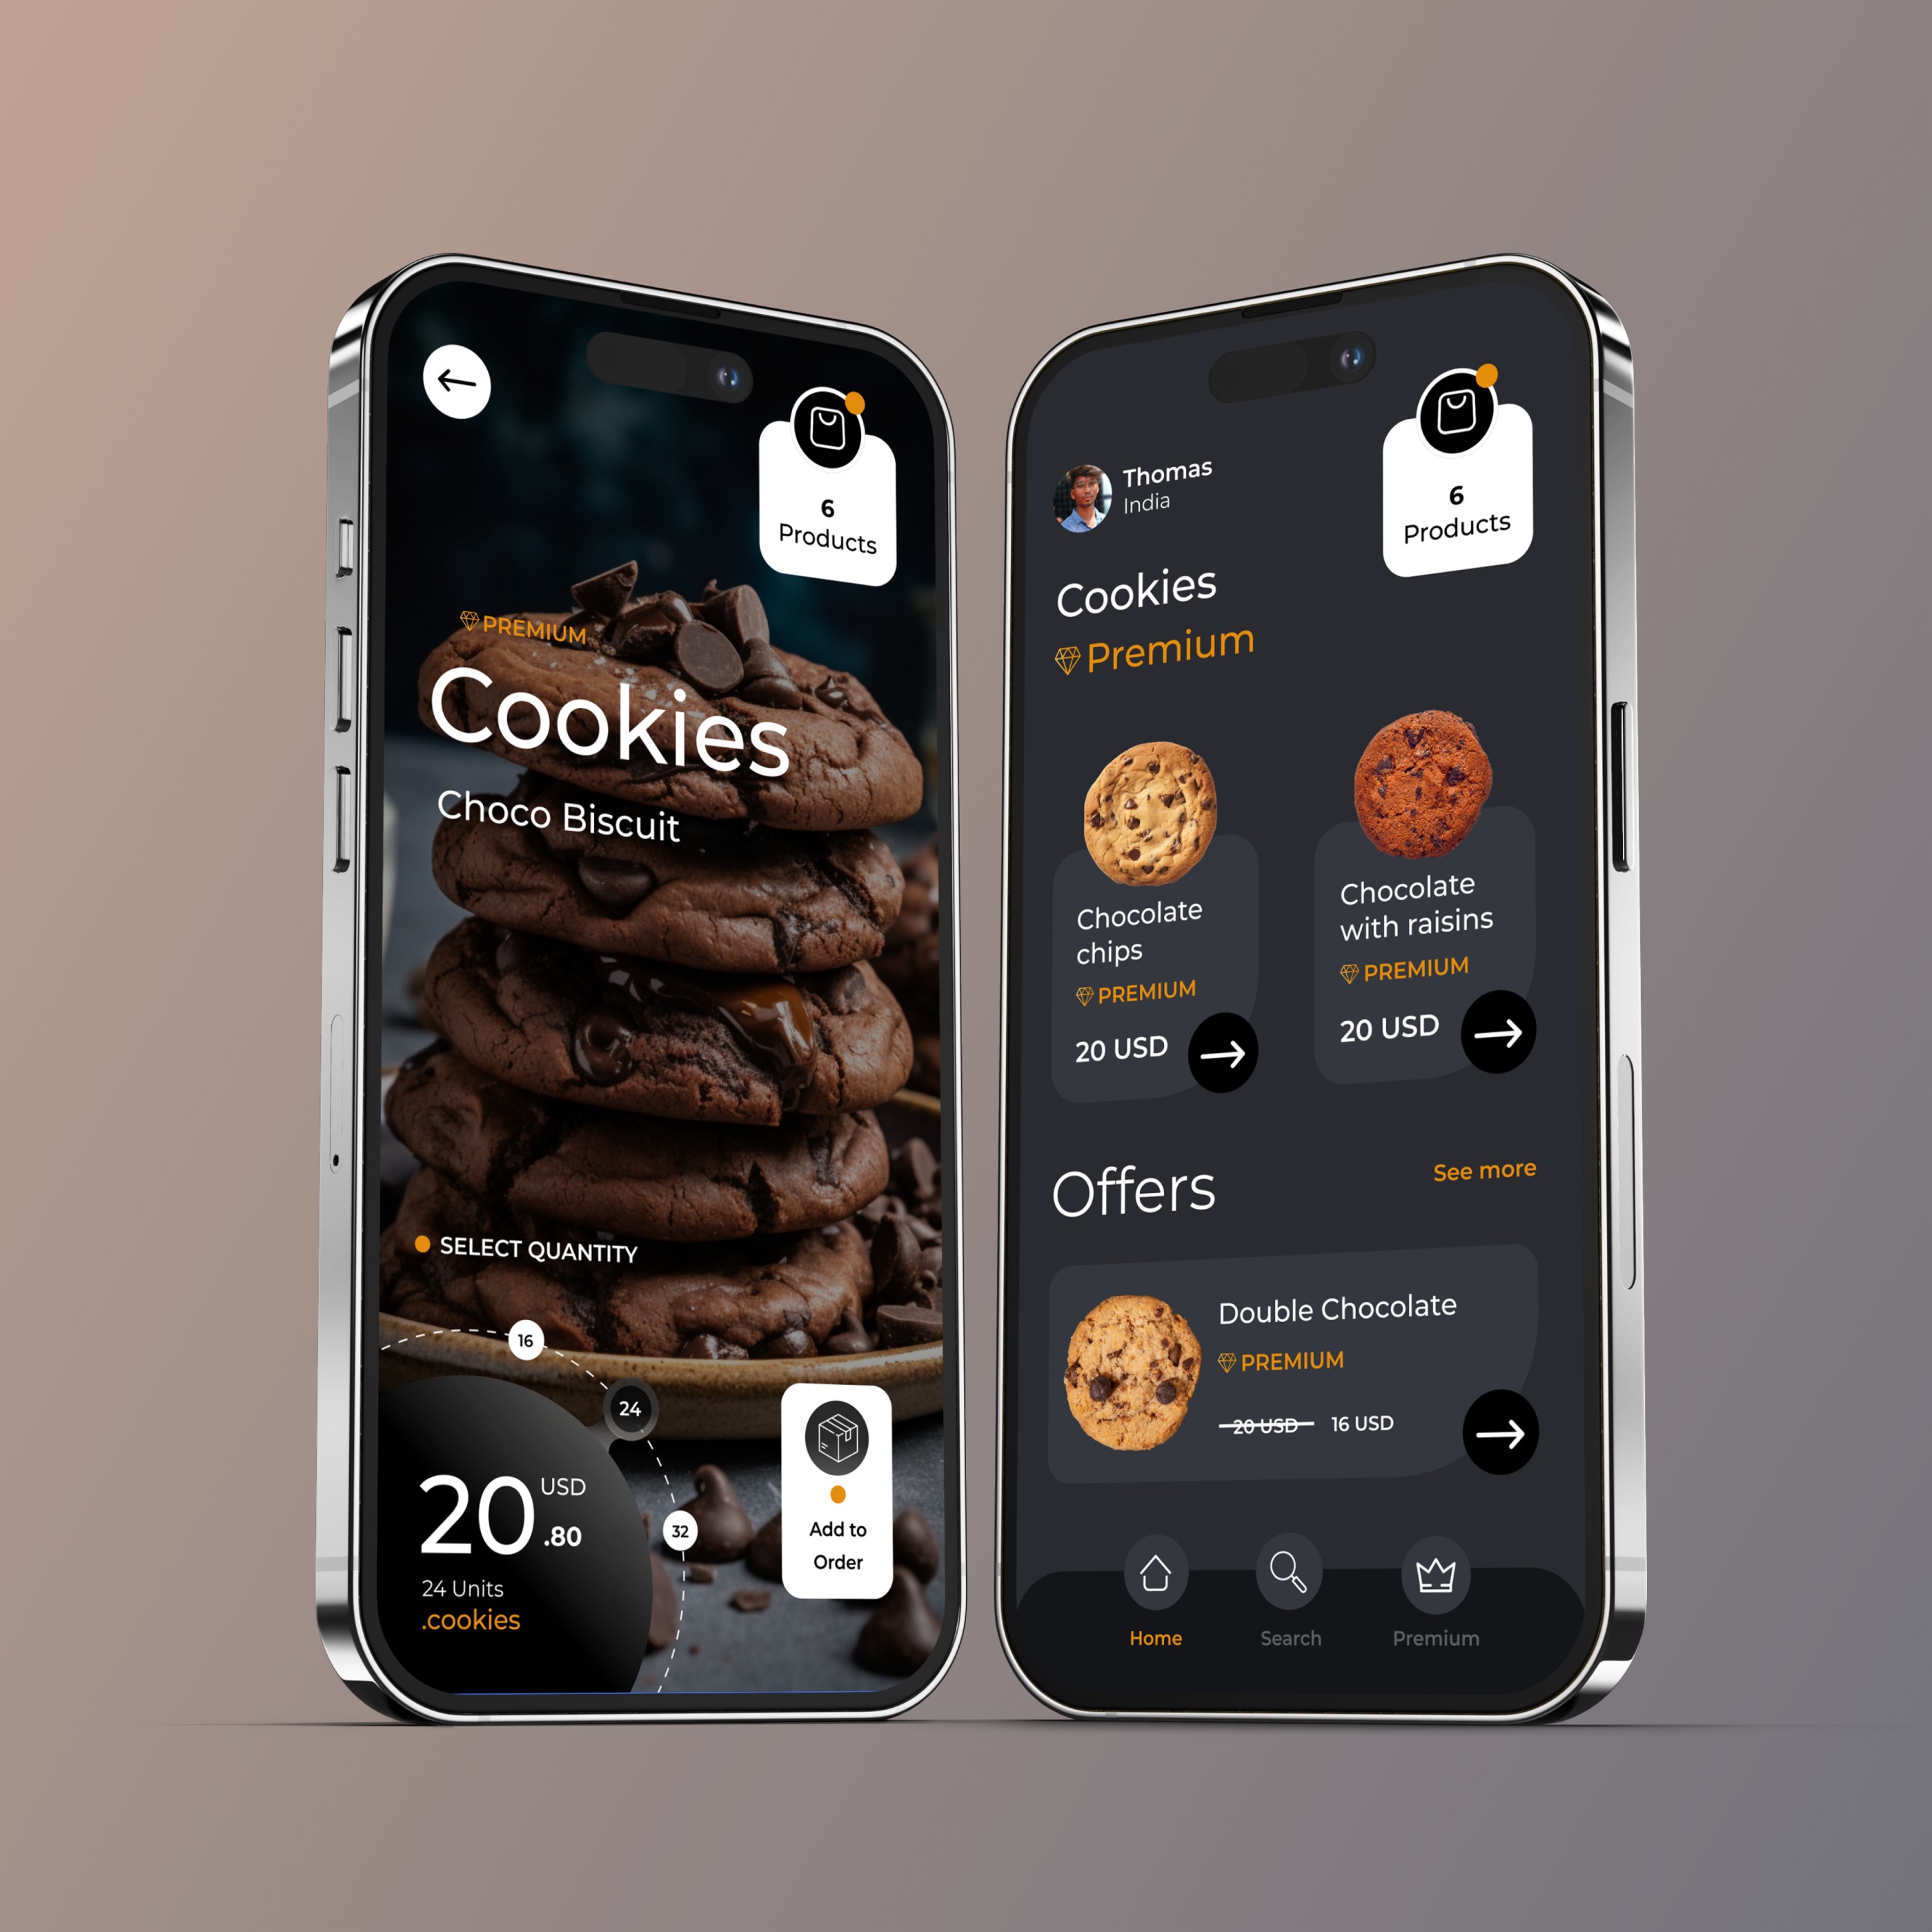 6
Products
PREMIUM
Cookies
Choco Biscuit
SELECT QUANTITY
16
24
32
20 USD
.80
24 Units
.cookies
Add to
Order
Thomas
India
6
Products
Cookies
Premium
Chocolate
chips
PREMIUM
20 USD
Chocolate
with raisins
PREMIUM
20 USD
Offers
See more
Double Chocolate
PREMIUM
20 USD 16 USD
Home
Search
Premium